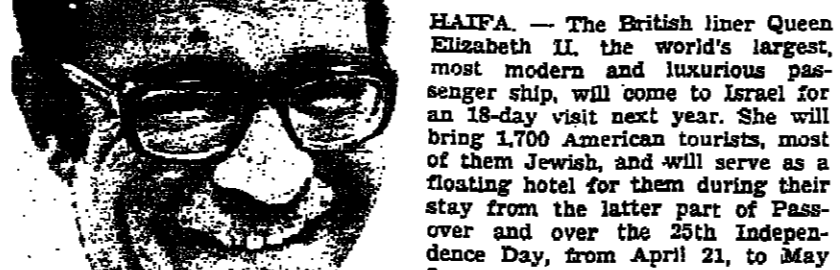 HAIFA. — The British liner Queen
Elizabeth II. the world's largest,
most modern and luxurious pas-
senger ship, will come to Israel for
an 18-day visit next year. She will
bring 1,700 American tourists, most
of them Jewish, and will serve as a
floating hotel for them during their
stay from the latter part of Pass-
over and over the 25th Indepen-
dence Day, from April 21, to May